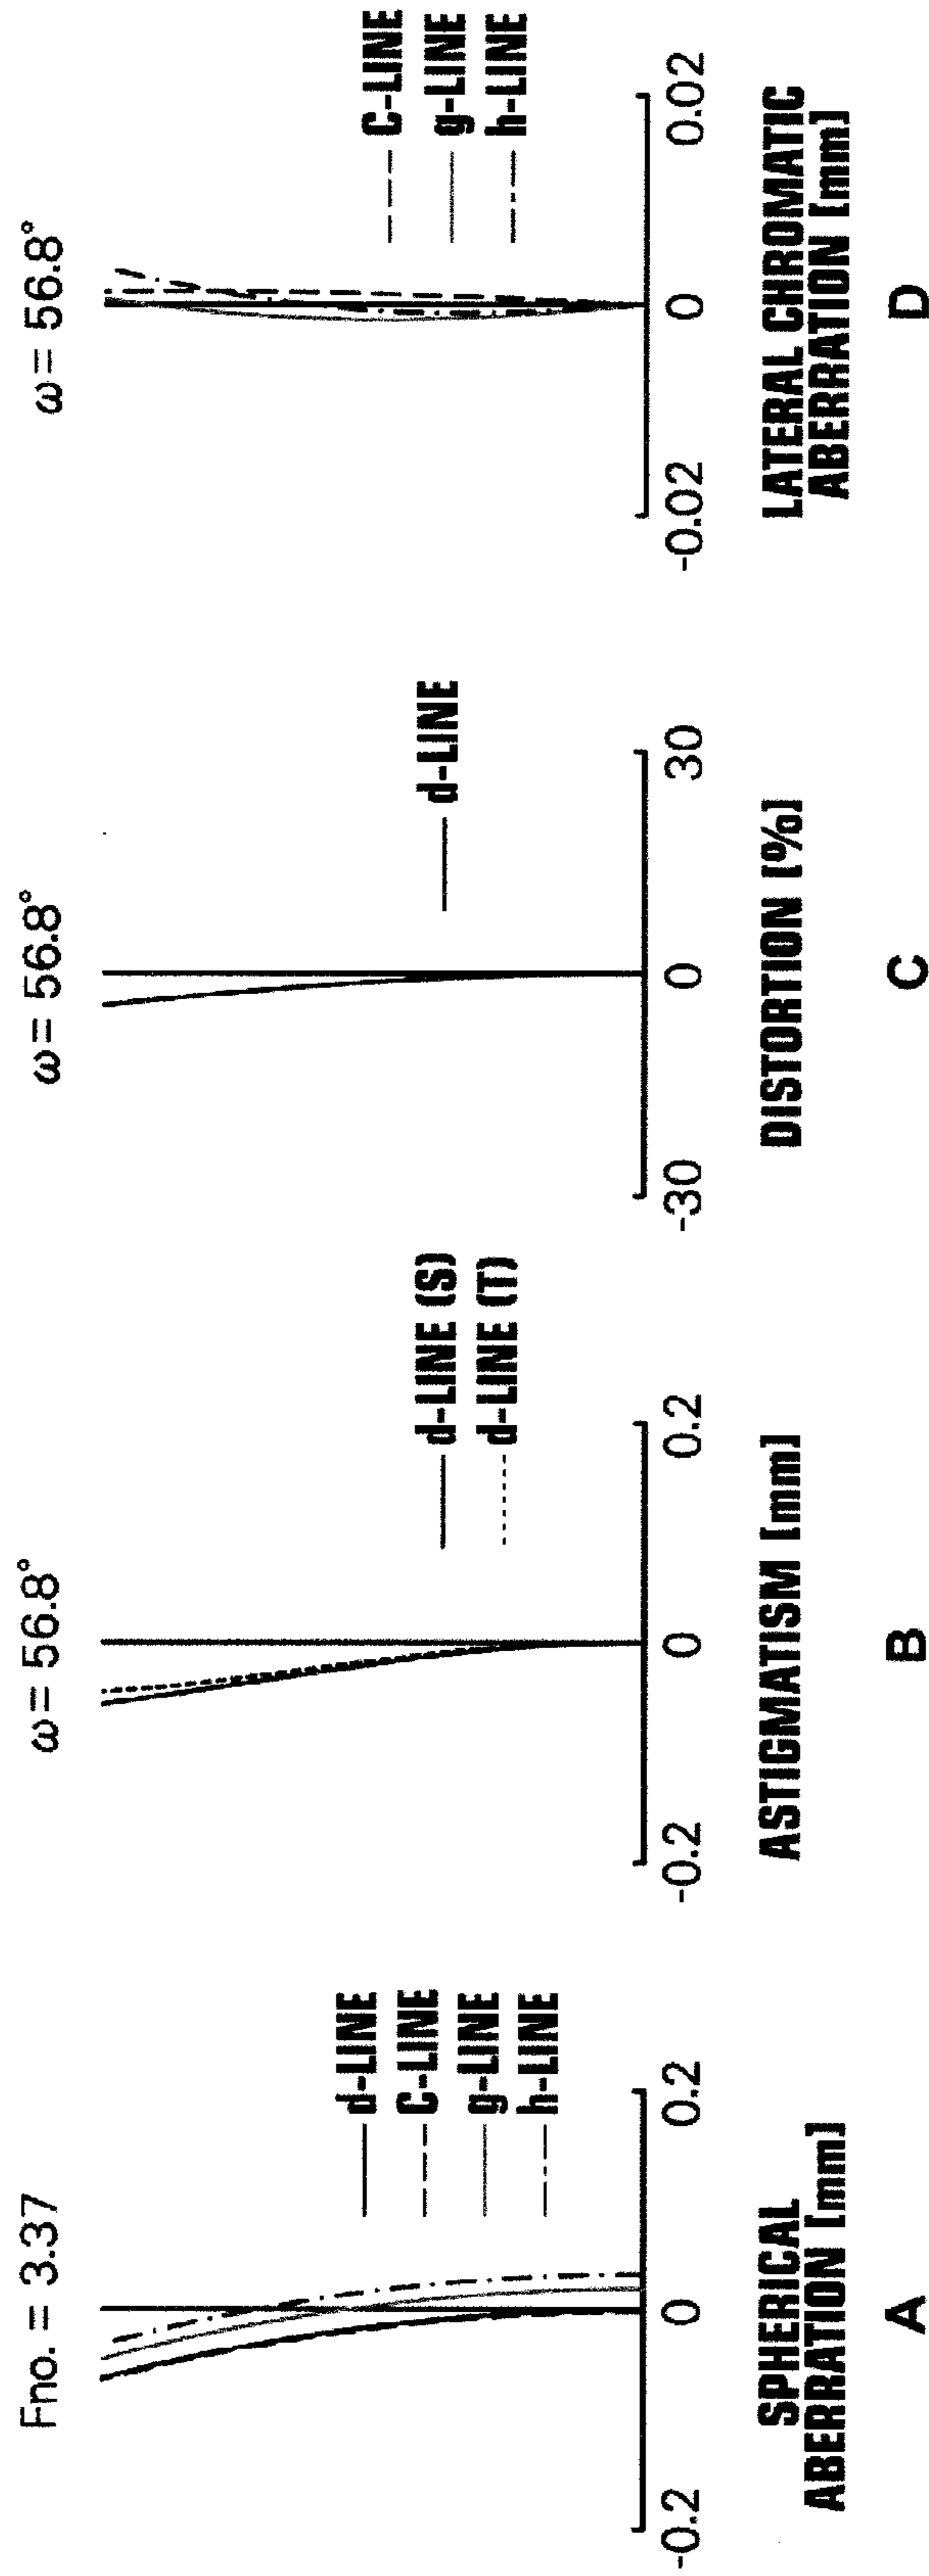 Fno. = 3.37
d-LINE
C-LINE
g-LINE
h-LINE
-0.2
0
0.2
SPHERICAL
ABERRATION [mm]
A
ω= 56.8°
d-LINE (S)
d-LINE (T)
-0.2
0
0.2
ASTIGMATISM [mm]
B
ω= 56.8°
d-LINE
-30
0
30
DISTORTION [%]
C
ω= 56.8°
C-LINE
g-LINE
h-LINE
-0.02
0
0.02
LATERAL CHROMATIC
ABERRATION [mm]
D